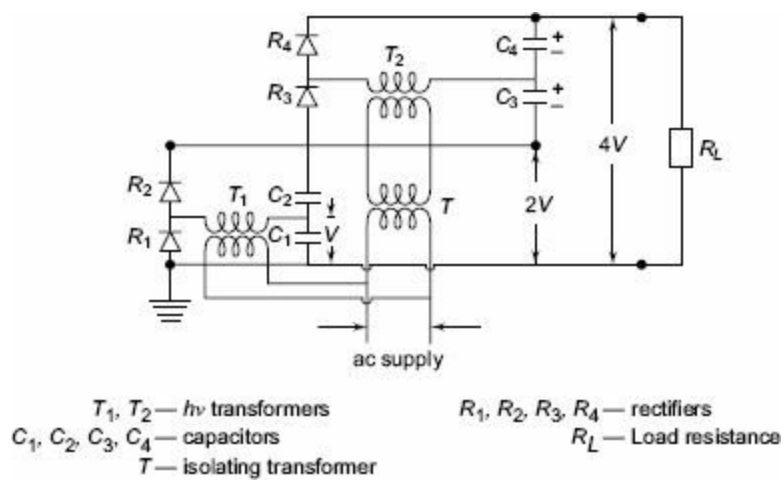 R4
T2
C4 + −
R3
C3 + −
4V
RL
R2
T1
C2
T
2V
R1
C1
V
ac supply
T1, T2 — hv transformers
R1, R2, R3, R4 — rectifiers
C1, C2, C3, C4 — capacitors
RL — Load resistance
T — isolating transformer